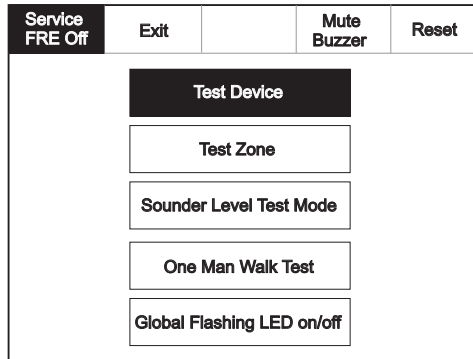 Service
FRE Off
Exit
Mute
Buzzer
Reset
Test Device
Test Zone
Sounder Level Test Mode
One Man Walk Test
Global Flashing LED on/off